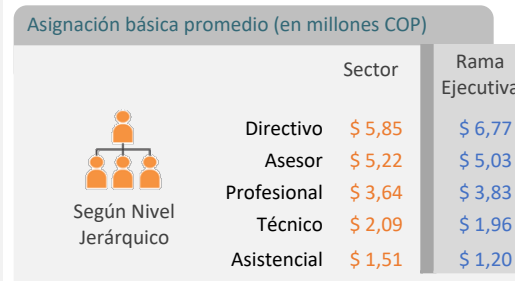 Asignación básica promedio (en millones COP)
Sector
Rama
Ejecutiva
Directivo $ 5,85 $ 6,77
Asesor $ 5,22 $ 5,03
Profesional $ 3,64 $ 3,83
Técnico $ 2,09 $ 1,96
Asistencial $ 1,51 $ 1,20
Según Nivel
Jerárquico